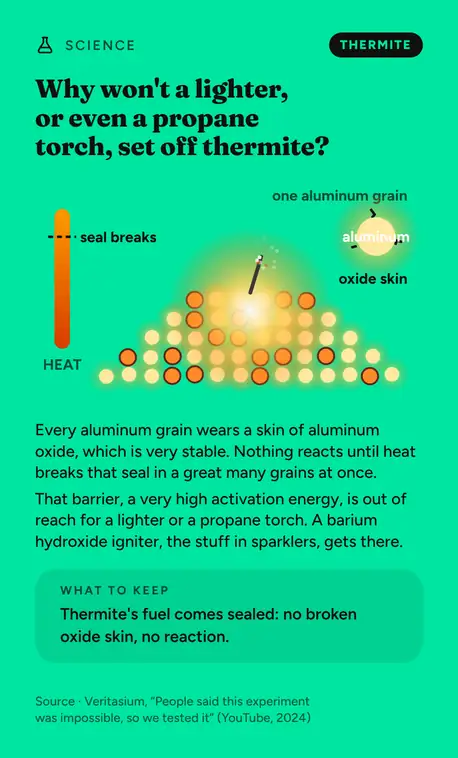 SCIENCE
THERMITE
Why won't a lighter,
or even a propane
torch, set off thermite?
one aluminum grain
seal breaks
aluminum
oxide skin
HEAT
Every aluminum grain wears a skin of aluminum
oxide, which is very stable. Nothing reacts until heat
breaks that seal in a great many grains at once.
That barrier, a very high activation energy, is out of
reach for a lighter or a propane torch. A barium
hydroxide igniter, the stuff in sparklers, gets there.
WHAT TO KEEP
Thermite's fuel comes sealed: no broken
oxide skin, no reaction.
Source · Veritasium, “People said this experiment
was impossible, so we tested it” (YouTube, 2024)